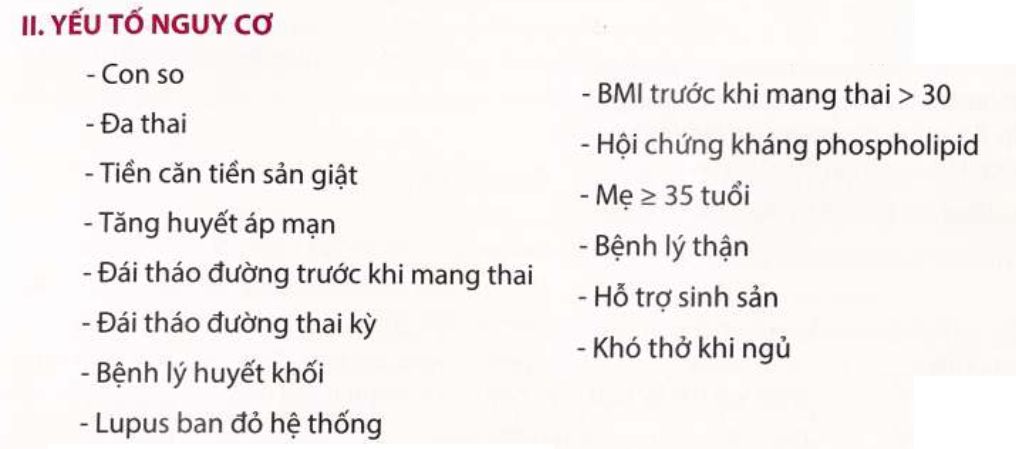 II. YẾU TỐ NGUY CƠ
- Con so
- Đa thai
- Tiền căn tiền sản giật
- Tăng huyết áp mạn
- Đái tháo đường trước khi mang thai
- Đái tháo đường thai kỳ
- Bệnh lý huyết khối
- Lupus ban đỏ hệ thống
- BMI trước khi mang thai > 30
- Hội chứng kháng phospholipid
- Mẹ ≥ 35 tuổi
- Bệnh lý thận
- Hỗ trợ sinh sản
- Khó thở khi ngủ